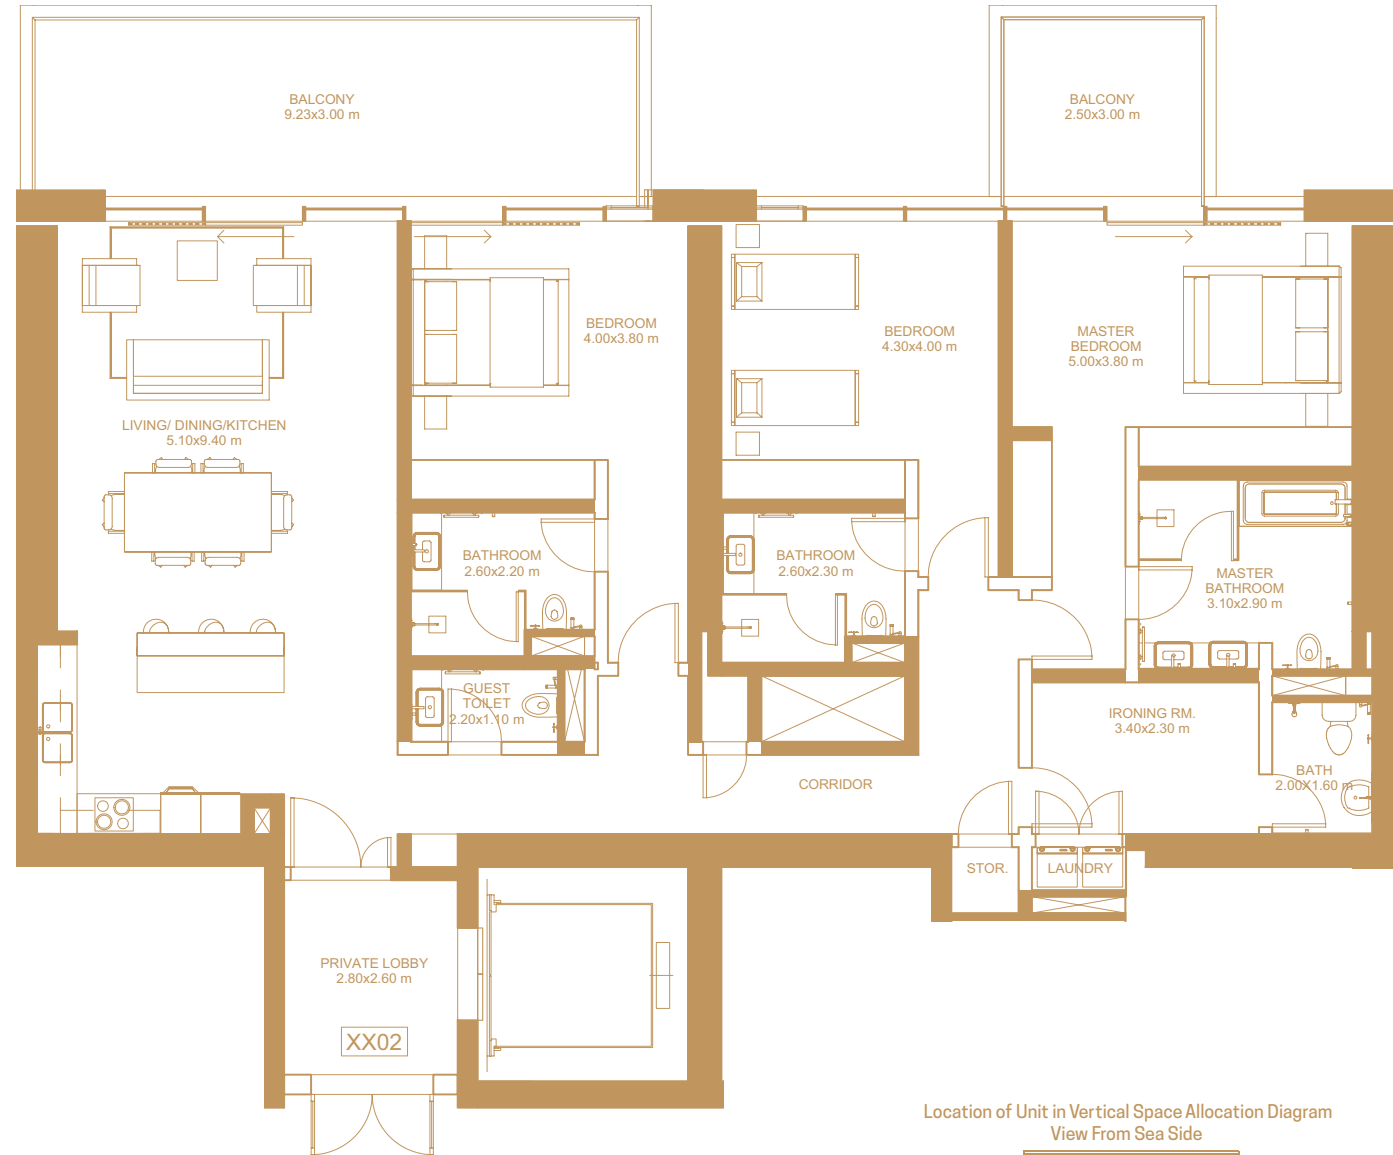 BALCONY
9.23x3.00 m
BALCONY
2.50x3.00 m
BEDROOM
4.00x3.80 m
BEDROOM
4.30x4.00 m
MASTER
BEDROOM
5.00x3.80 m
LIVING/ DINING/KITCHEN
5.10x9.40 m
BATHROOM
2.60x2.20 m
BATHROOM
2.60x2.30 m
MASTER
BATHROOM
3.10x2.90 m
GUEST
TOILET
2.20x1.10 m
IRONING RM.
3.40x2.30 m
BATH
2.00X1.60 m
CORRIDOR
STOR.
LAUNDRY
PRIVATE LOBBY
2.80x2.60 m
XX02
Location of Unit in Vertical Space Allocation Diagram
View From Sea Side